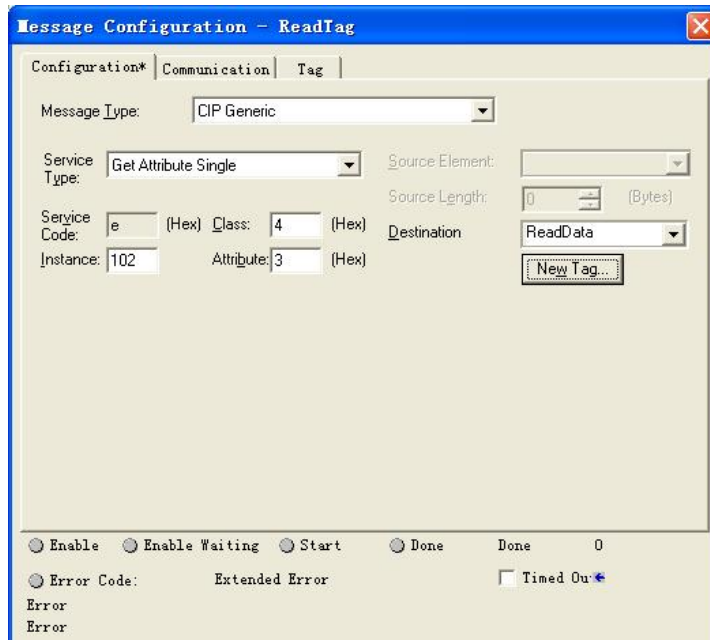 Message Configuration - ReadTag
Configuration* Communication Tag
Message Type: CIP Generic
Service Type: Get Attribute Single Source Element:
Source Length: 0 (Bytes)
Service Code: e (Hex) Class: 4 (Hex) Destination ReadData
Instance: 102 Attribute: 3 (Hex) New Tag...
Enable Enable Waiting Start Done Done 0
Error Code: Extended Error Timed Ou
Error
Error